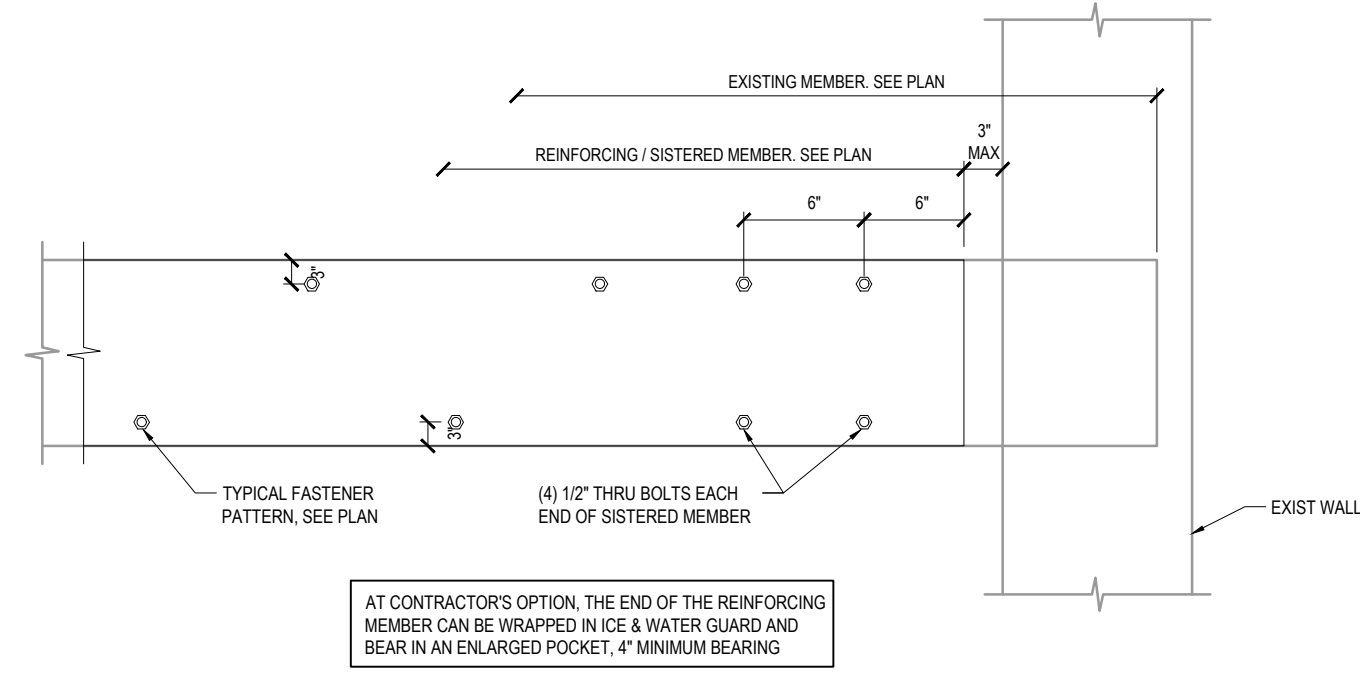 EXISTING MEMBER. SEE PLAN
3"
MAX
REINFORCING / SISTERED MEMBER. SEE PLAN
6"
6"
3"
3"
TYPICAL FASTENER
PATTERN, SEE PLAN
(4) 1/2" THRU BOLTS EACH
END OF SISTERED MEMBER
EXIST WALL
AT CONTRACTOR'S OPTION, THE END OF THE REINFORCING
MEMBER CAN BE WRAPPED IN ICE & WATER GUARD AND
BEAR IN AN ENLARGED POCKET, 4" MINIMUM BEARING